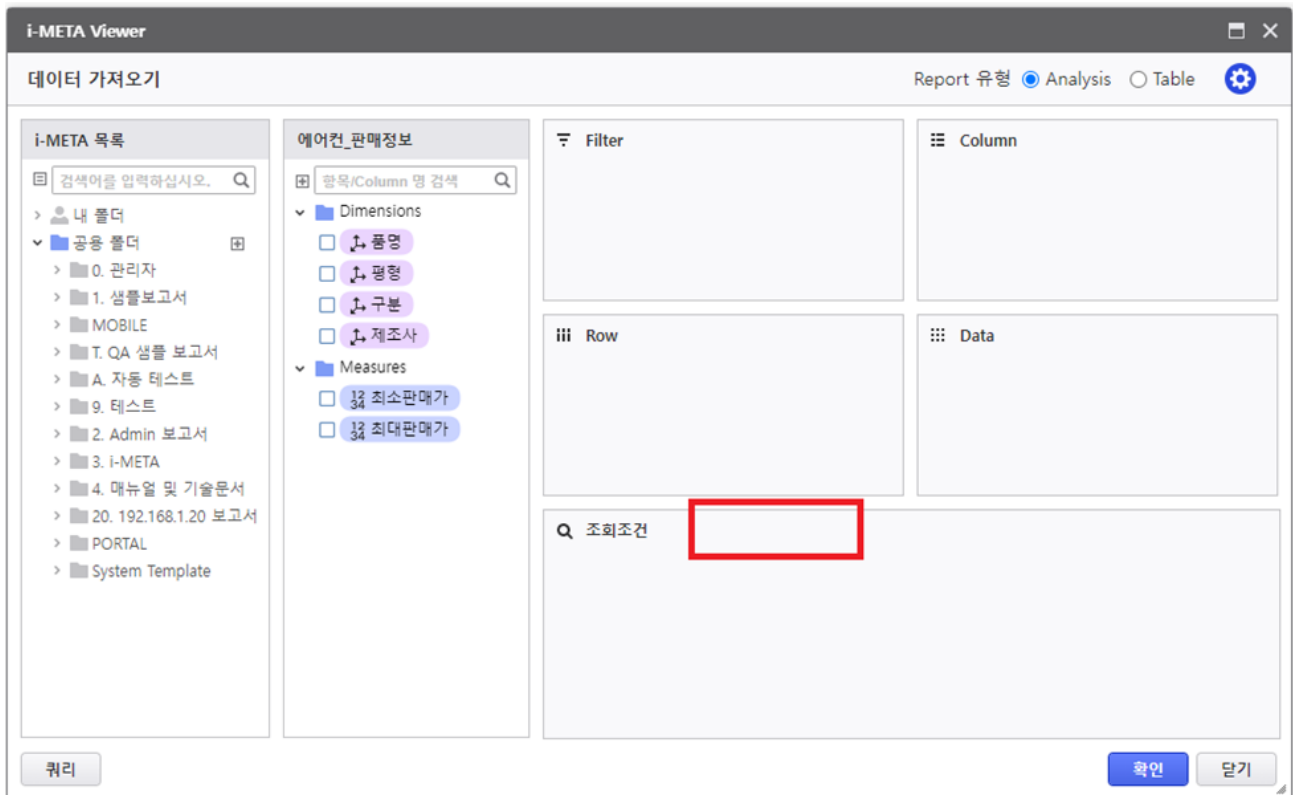 i-META Viewer
데이터 가져오기
Report 유형 Analysis Table
i-META 목록
검색어를 입력하십시오.
내 폴더
공용 폴더
0. 관리자
1. 샘플보고서
MOBILE
T. QA 샘플 보고서
A. 자동 테스트
9. 테스트
2. Admin 보고서
3. i-META
4. 매뉴얼 및 기술문서
20. 192.168.1.20 보고서
PORTAL
System Template
에어컨_판매정보
항목/Column 명 검색
Dimensions
품명
평형
구분
제조사
Measures
12 34 최소판매가
12 34 최대판매가
Filter
Column
Row
Data
조회조건
쿼리
확인
닫기